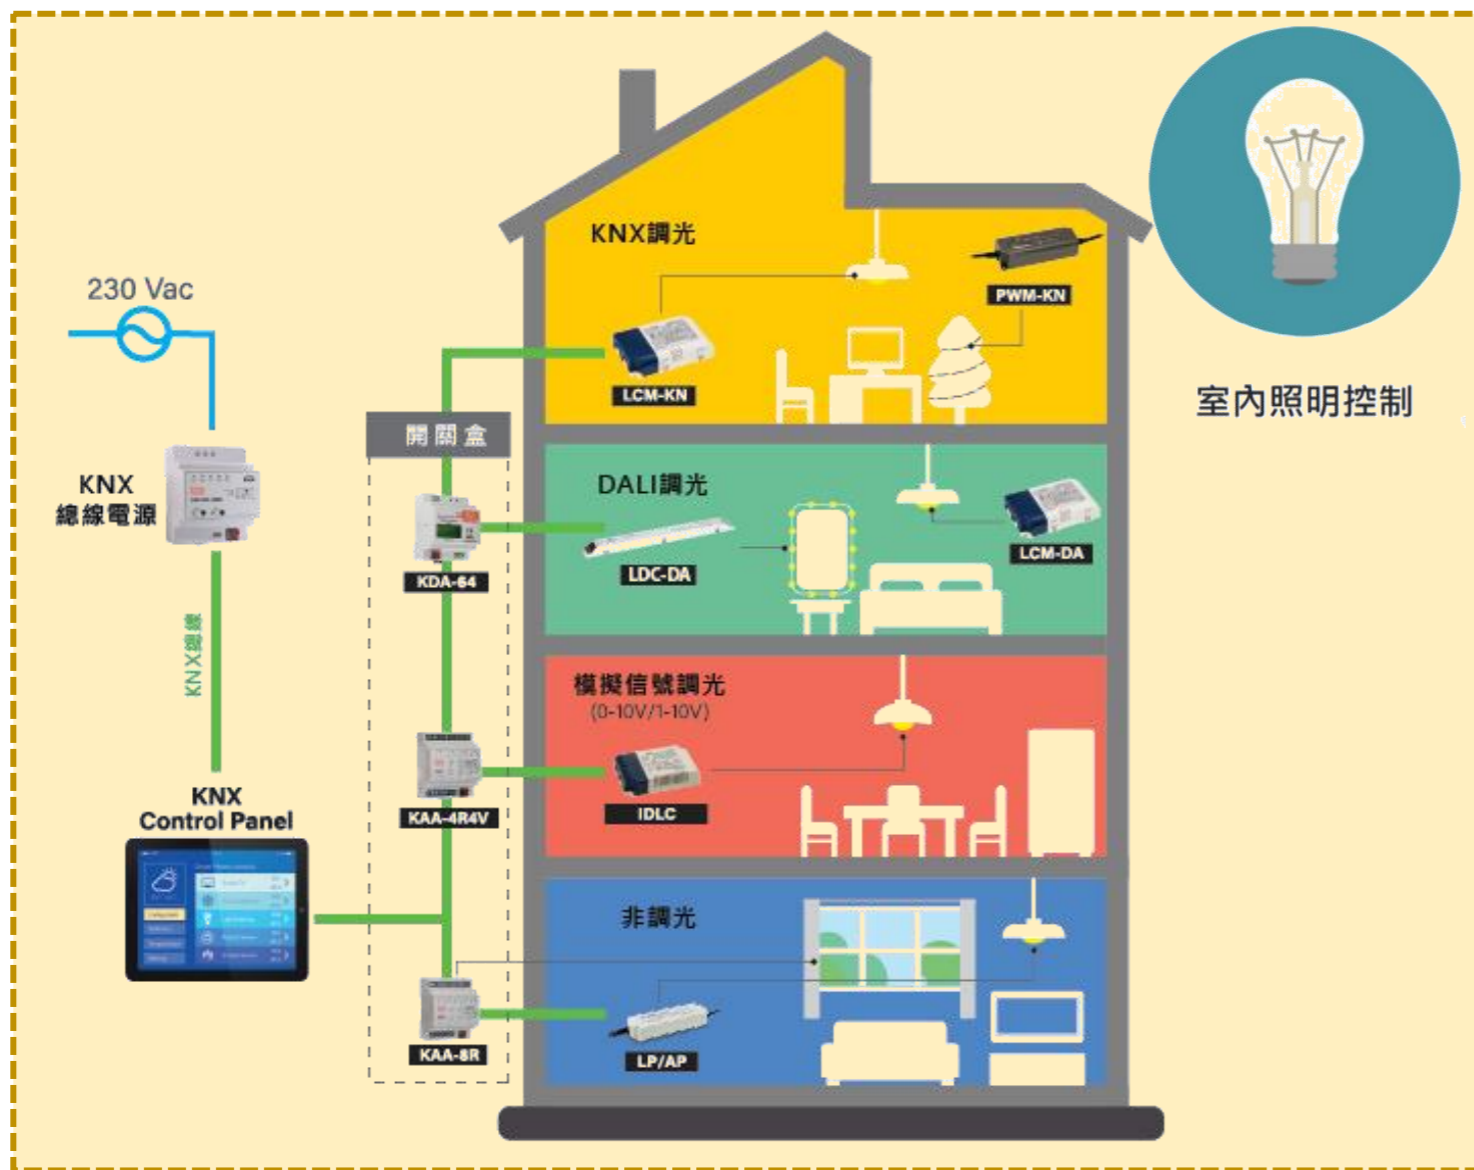 室內照明控制
230 Vac
KNX
總線電源
KNX總線
KNX
Control Panel
開關盒
KDA-64
KAA-4R4V
KAA-8R
KNX調光
PWM-KN
LCM-KN
DALI調光
LDC-DA
LCM-DA
模擬信號調光
(0-10V/1-10V)
IDLC
非調光
LP/AP